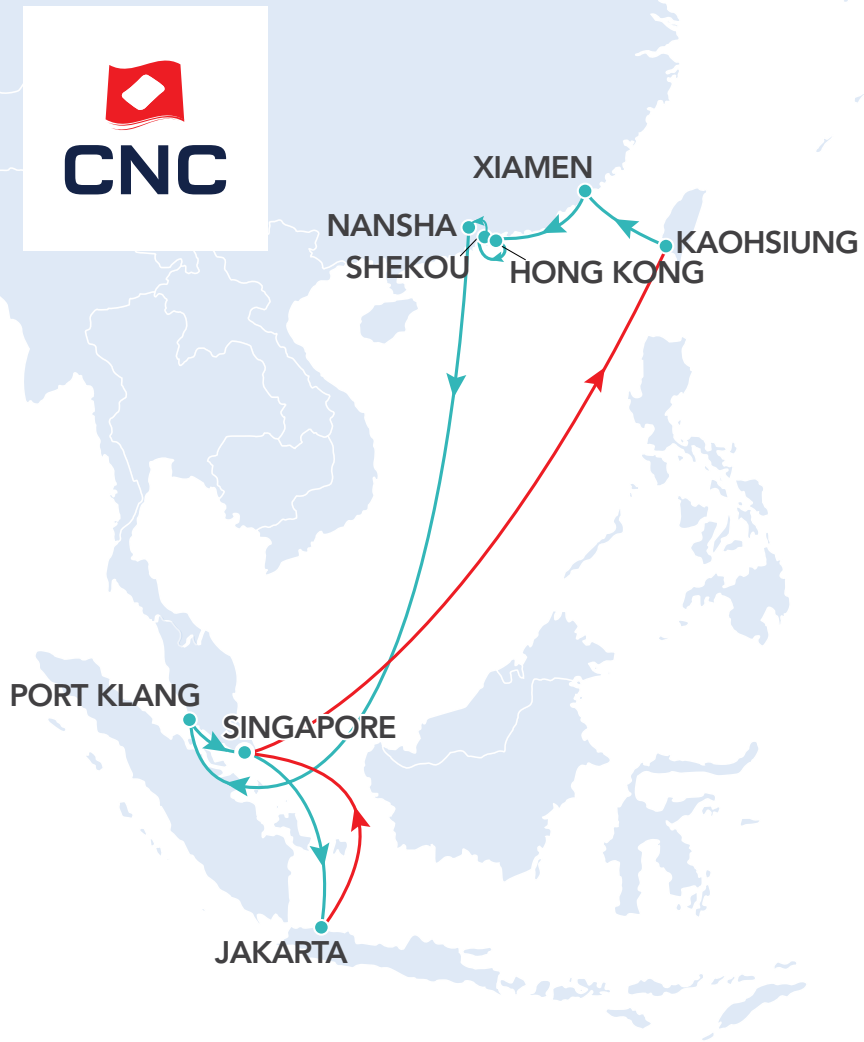 CNC
XIAMEN
NANSHA
KAOHSIUNG
SHEKOU
HONG KONG
PORT KLANG
SINGAPORE
JAKARTA